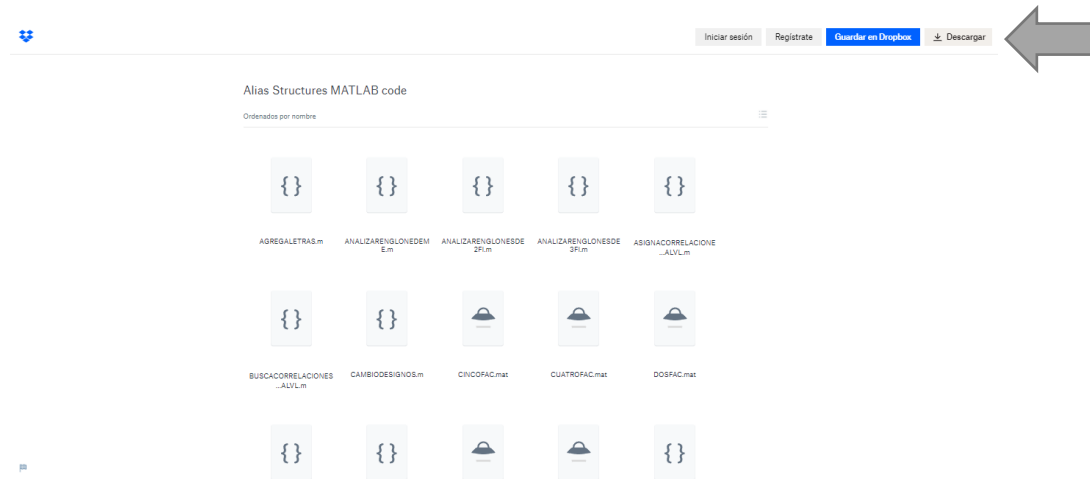 Iniciar sesión Regístrate Guardar en Dropbox Descargar
Alias Structures MATLAB code
Ordenados por nombre
{ } { } { } { } { }
AGREGALETRAS.m ANALIZARENGLONEDEM ANALIZARENGLONESDE ANALIZARENGLONESDE ASIGNACORRELACIONE
E.m 2FI.m 3FI.m ...ALVL.m
{ } { }
BUSCACORRELACIONES CAMBIODESIGNOS.m CINCOFAC.mat CUATROFAC.mat DOSFAC.mat
...ALVL.m
{ } { } { }